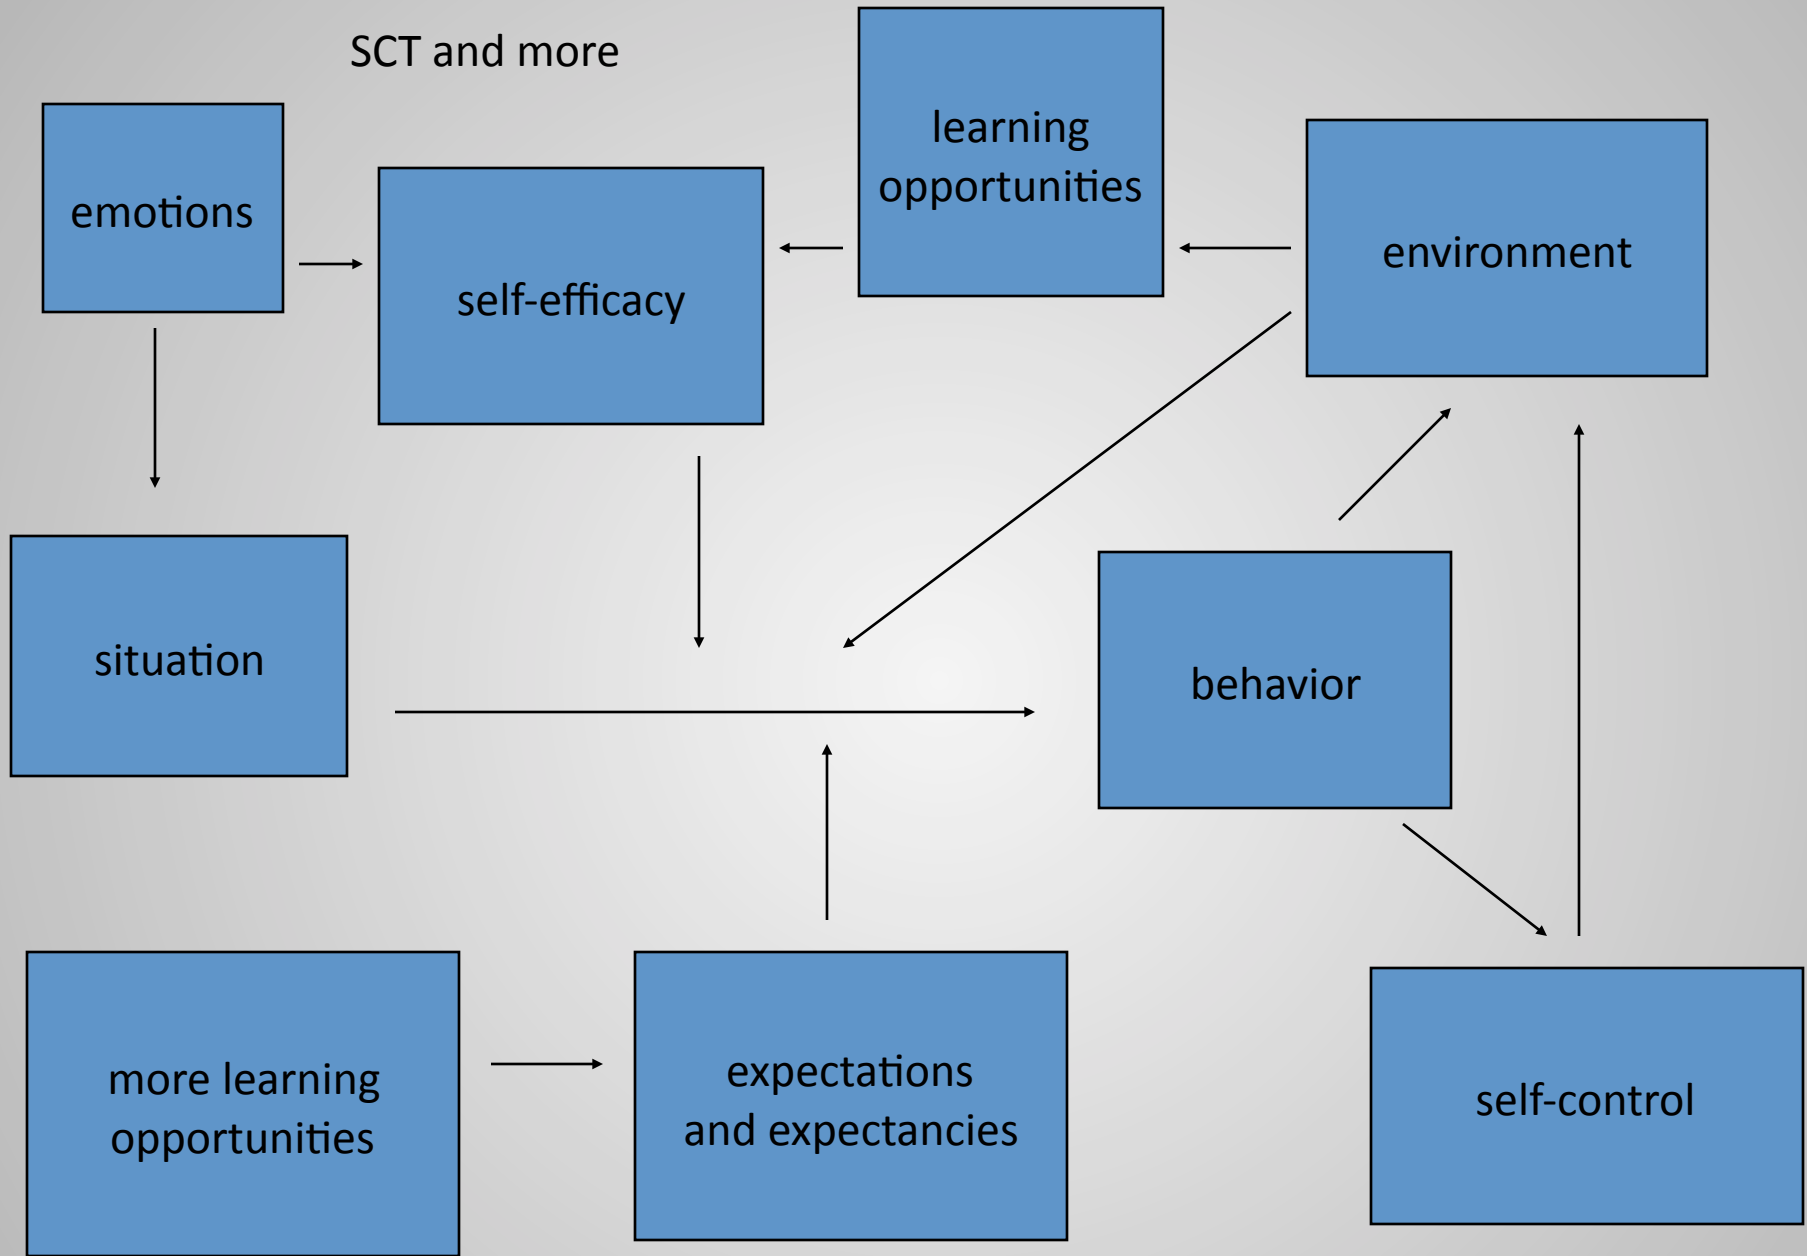 SCT and more
emotions
self-efficacy
learning
opportunities
environment
situation
behavior
more learning
opportunities
expectations
and expectancies
self-control